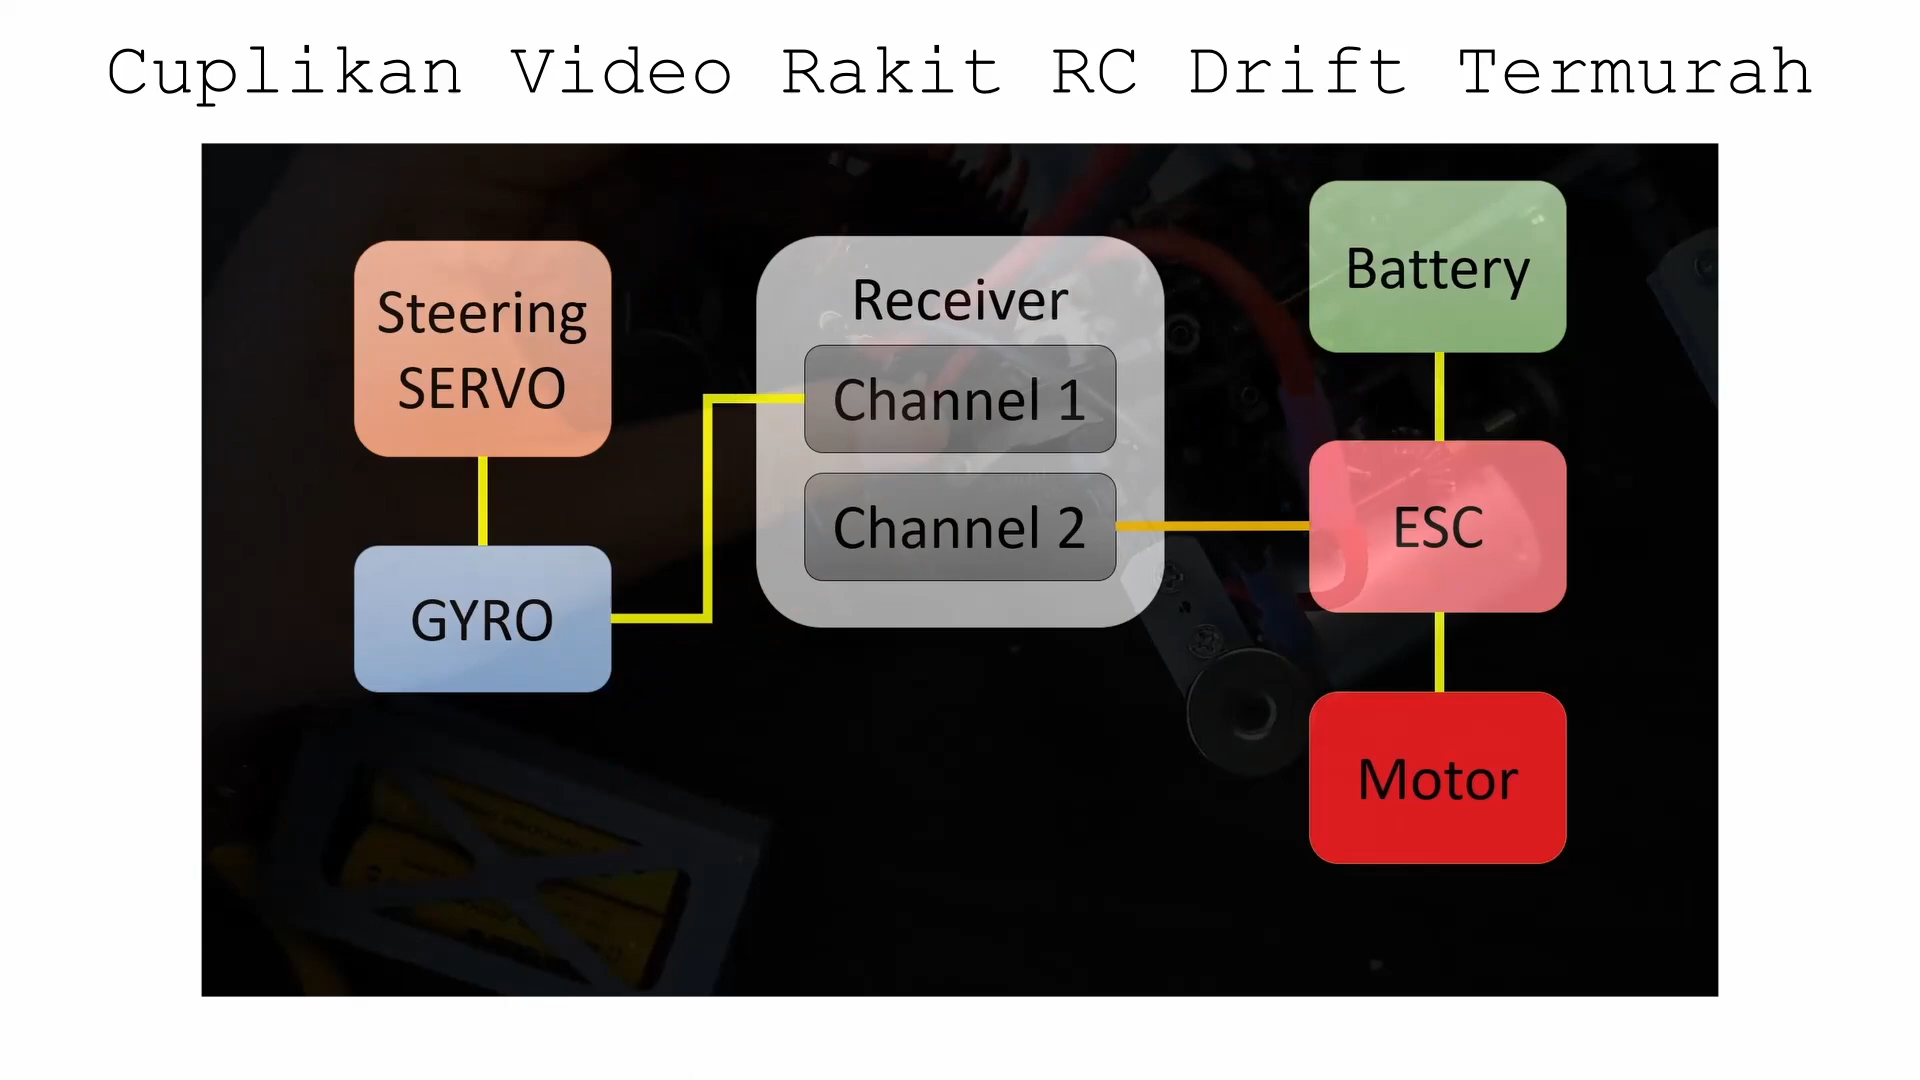 Cuplikan Video Rakit RC Drift Termurah
Steering
SERVO
GYRO
Receiver
Channel 1
Channel 2
Battery
ESC
Motor